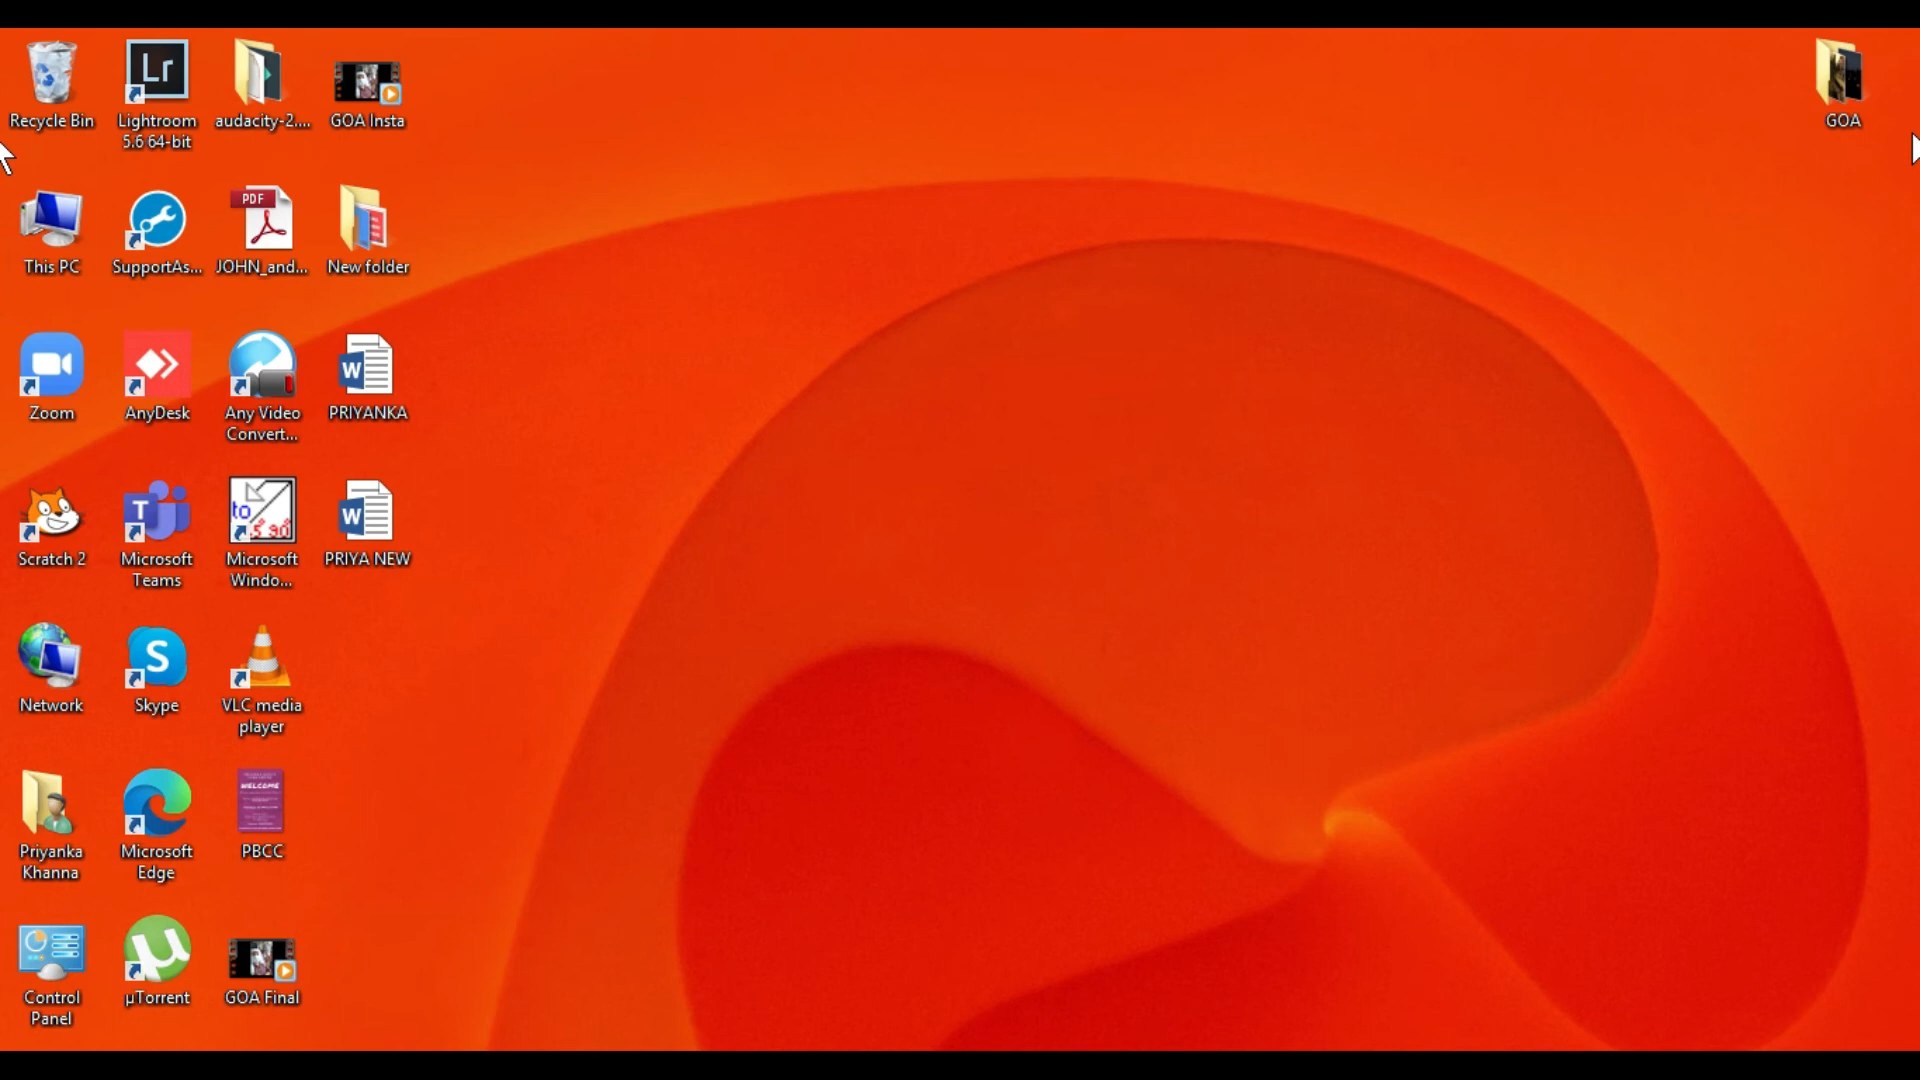 Recycle Bin
Lightroom
5.6 64-bit
audacity-2....
GOA Insta
GOA
This PC
SupportAs...
PDF
JOHN_and...
New folder
Zoom
AnyDesk
Any Video
Convert...
PRIYANKA
Scratch 2
Microsoft
Teams
Microsoft
Windo...
PRIYA NEW
Network
Skype
VLC media
player
Priyanka
Khanna
Microsoft
Edge
WELCOME
PBCC
Control
Panel
µTorrent
GOA Final